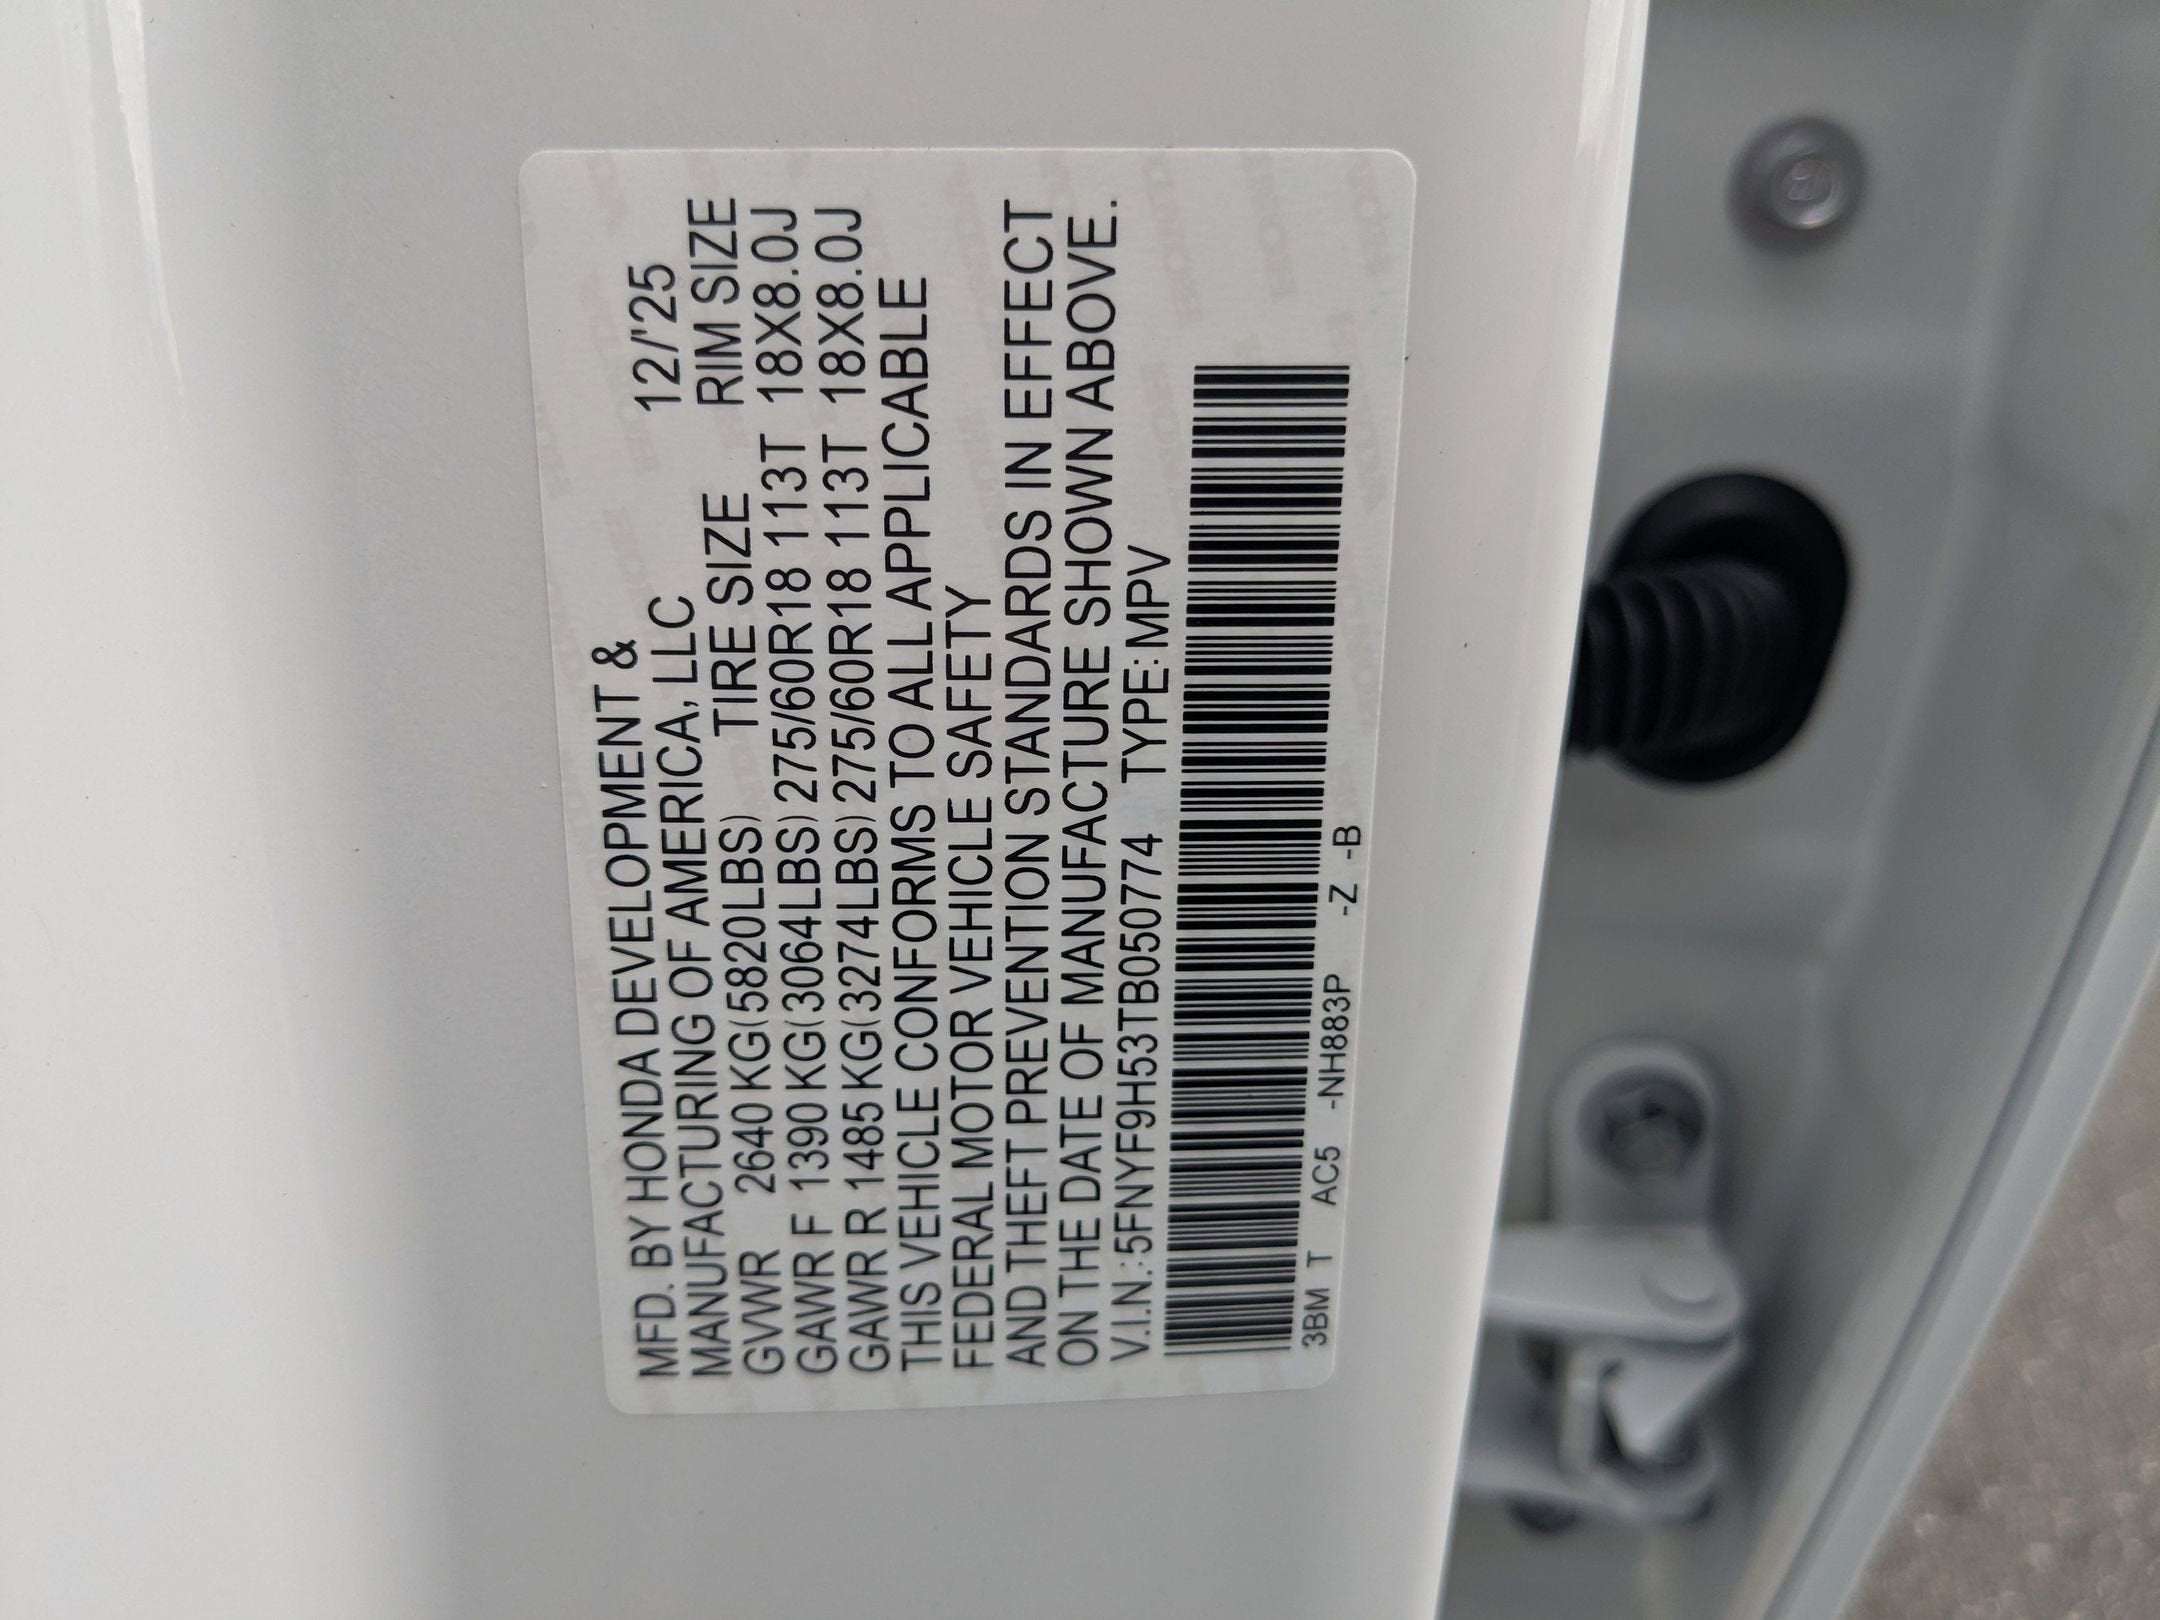 MFD. BY HONDA DEVELOPMENT &
MANUFACTURING OF AMERICA, LLC 12/'25
GVWR 2640 KG(5820LBS) TIRE SIZE RIM SIZE
GAWR F 1390 KG(3064LBS) 275/60R18 113T 18X8.0J
GAWR R 1485 KG(3274LBS) 275/60R18 113T 18X8.0J
THIS VEHICLE CONFORMS TO ALL APPLICABLE
FEDERAL MOTOR VEHICLE SAFETY
AND THEFT PREVENTION STANDARDS IN EFFECT
ON THE DATE OF MANUFACTURE SHOWN ABOVE.
V.I.N.: 5FNYF9H53TB050774 TYPE: MPV
3BM T AC5 -NH883P -Z -B